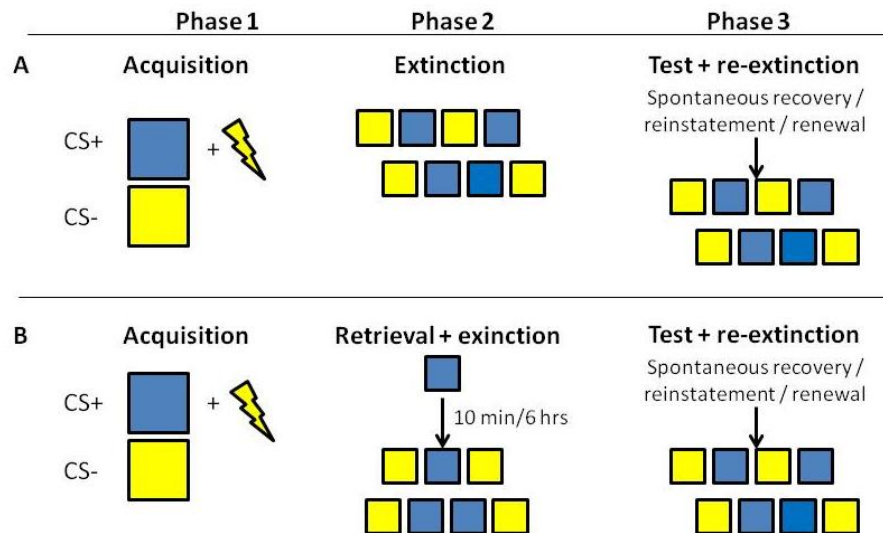 Phase 1 Phase 2 Phase 3
A Acquisition Extinction Test + re-extinction
Spontaneous recovery /
reinstatement / renewal
CS+ +
CS-
B Acquisition Retrieval + exinction Test + re-extinction
Spontaneous recovery /
reinstatement / renewal
CS+ +
10 min/6 hrs
CS-